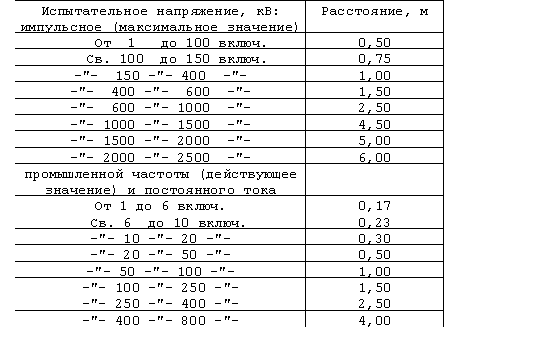 Испытательное напряжение, кВ: Расстояние, м
импульсное (максимальное значение)
От 1 до 100 включ. 0,50
Св. 100 до 150 включ. 0,75
-"- 150 -"- 400 -"- 1,00
-"- 400 -"- 600 -"- 1,50
-"- 600 -"- 1000 -"- 2,50
-"- 1000 -"- 1500 -"- 4,50
-"- 1500 -"- 2000 -"- 5,00
-"- 2000 -"- 2500 -"- 6,00
промышленной частоты (действующее
значение) и постоянного тока
От 1 до 6 включ. 0,17
Св. 6 до 10 включ. 0,23
-"- 10 -"- 20 -"- 0,30
-"- 20 -"- 50 -"- 0,50
-"- 50 -"- 100 -"- 1,00
-"- 100 -"- 250 -"- 1,50
-"- 250 -"- 400 -"- 2,50
-"- 400 -"- 800 -"- 4,00